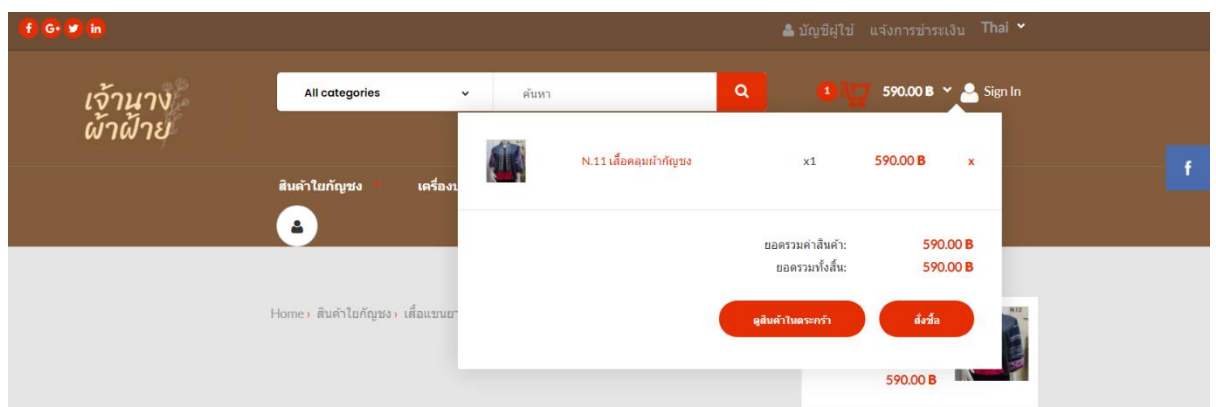 บัญชีผู้ใช้ แจ้งการชำระเงิน Thai
เจ้านาง
ผ้าฝ้าย
All categories ค้นหา 1 590.00 B Sign In
N.11 เสื้อคลุมผ้ากัญชง x1 590.00 B x
สินค้าใยกัญชง
ยอดรวมค่าสินค้า: 590.00 B
ยอดรวมทั้งสิ้น: 590.00 B
Home › สินค้าใยกัญชง ›
ดูสินค้าในตระกร้า สั่งซื้อ
N.12
590.00 B